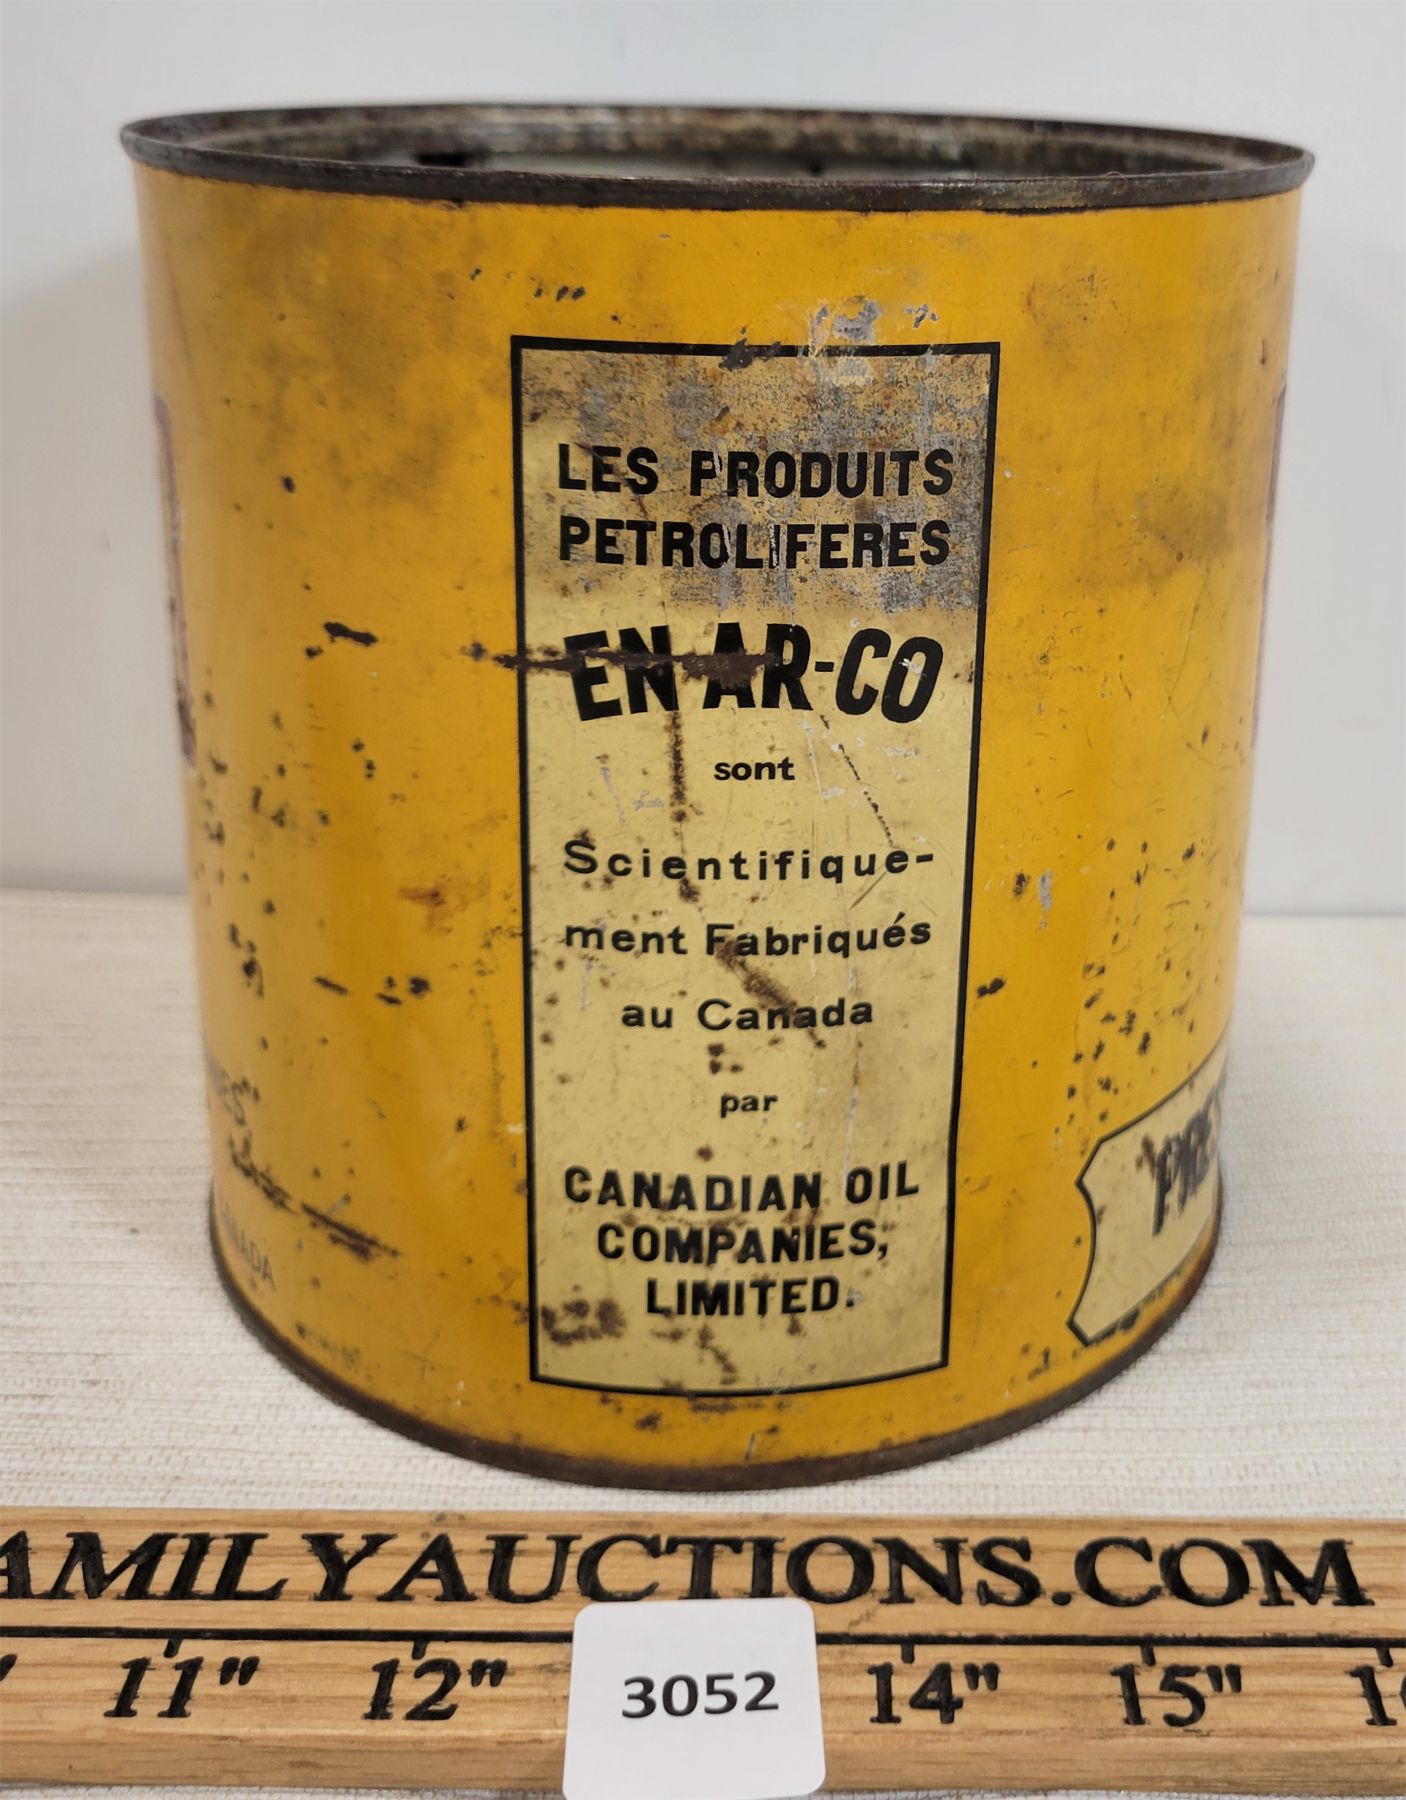 LES PRODUITS
PETROLIFERES
EN-AR-CO
sont
Scientifique-
ment Fabriqués
au Canada
par
CANADIAN OIL
COMPANIES,
LIMITED.
AMILYAUCTIONS.COM
11" 12" 14" 15"
3052